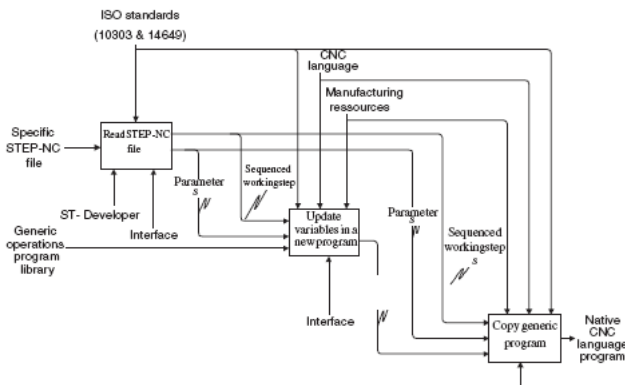 ISO standards
(10303 & 14649)
CNC
language
Manufacturing
ressources
Specific
STEP-NC
file
Read STEP-NC
file
Parameter
s
Sequenced
workingstep
s
ST- Developer
Interface
Generic
operations
program
library
Update
variables in a
new program
Parameter
s
Sequenced
workingstep
s
Interface
Copy generic
program
Native
CNC
language
program